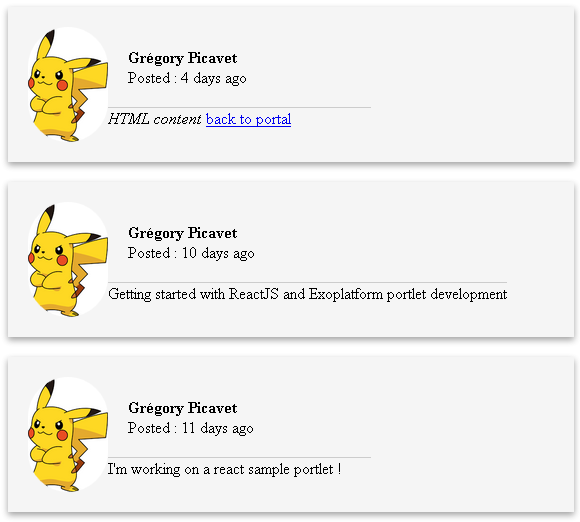 Grégory Picavet
Posted : 4 days ago
HTML content back to portal
Grégory Picavet
Posted : 10 days ago
Getting started with ReactJS and Exoplatform portlet development
Grégory Picavet
Posted : 11 days ago
I'm working on a react sample portlet !